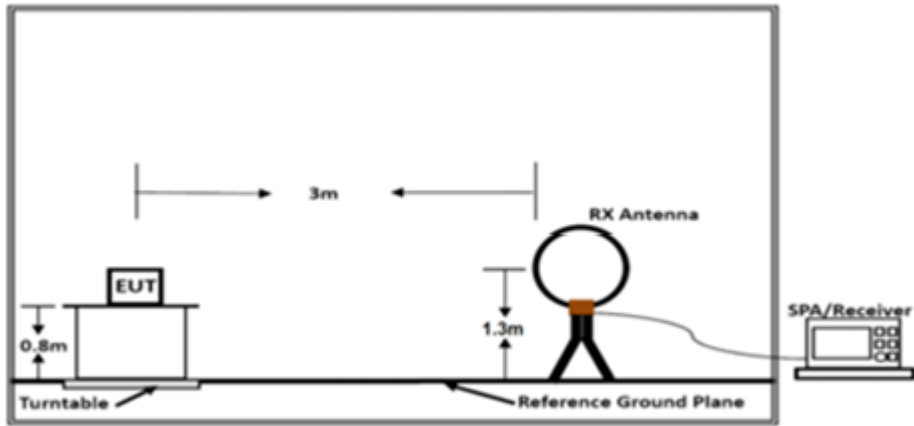 3m
RX Antenna
EUT
SPA/Receiver
1.3m
0.8m
Turntable
Reference Ground Plane